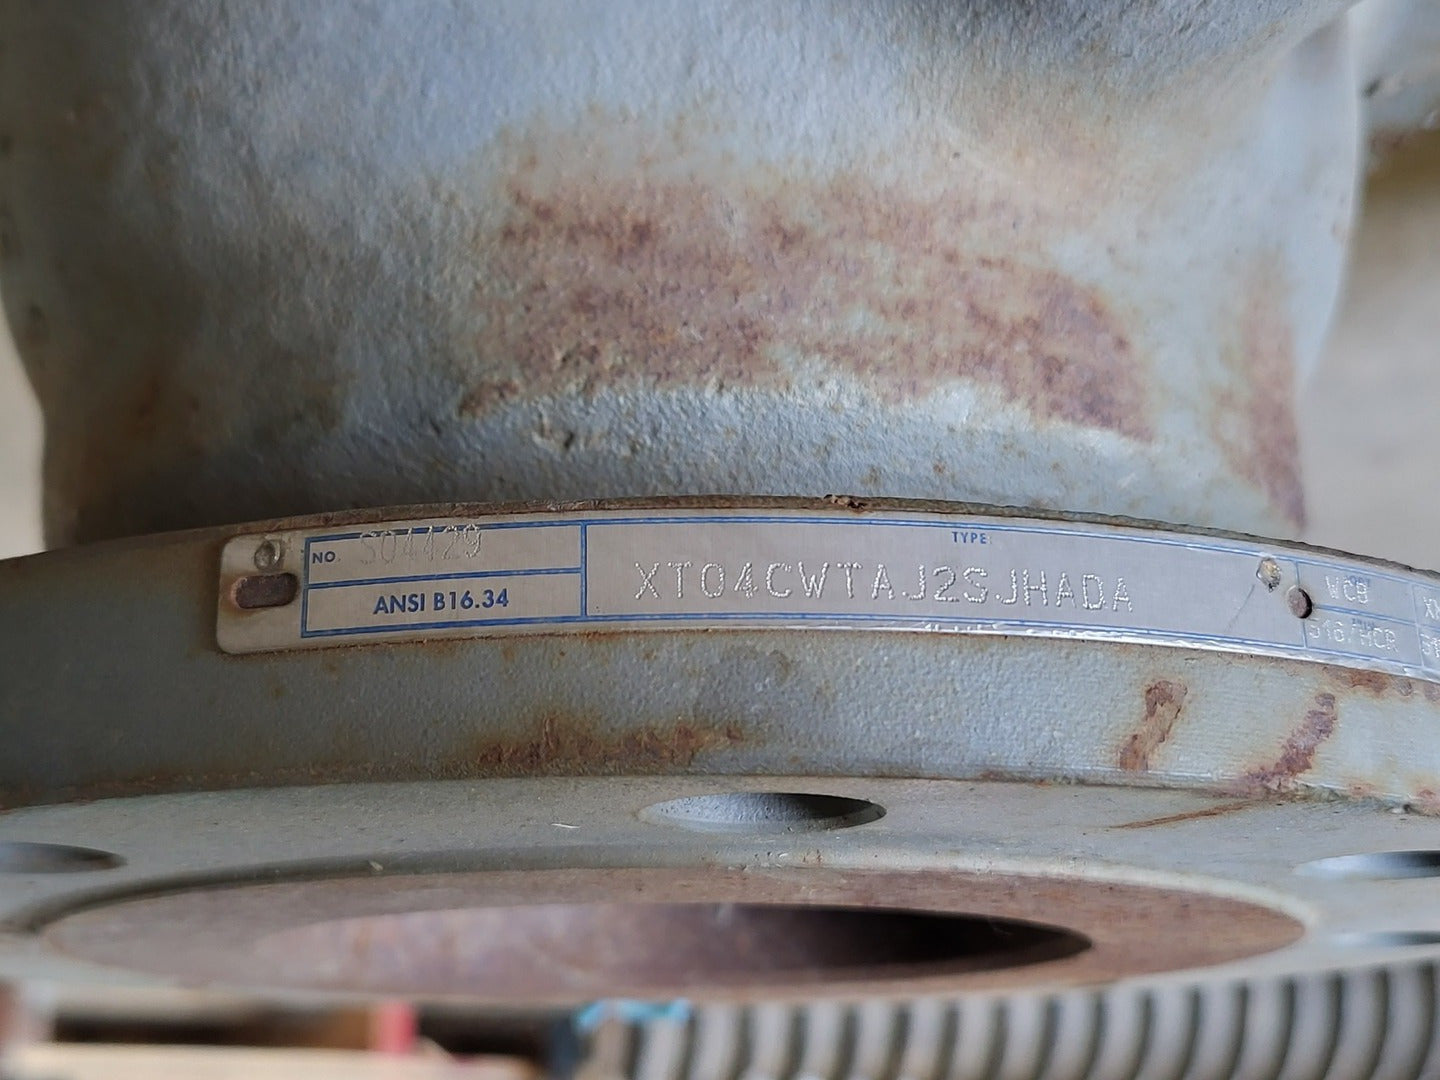 NO. S04429
ANSI B16.34
TYPE
XT04CWTAJ2SJHADA
WCB
316/HCR